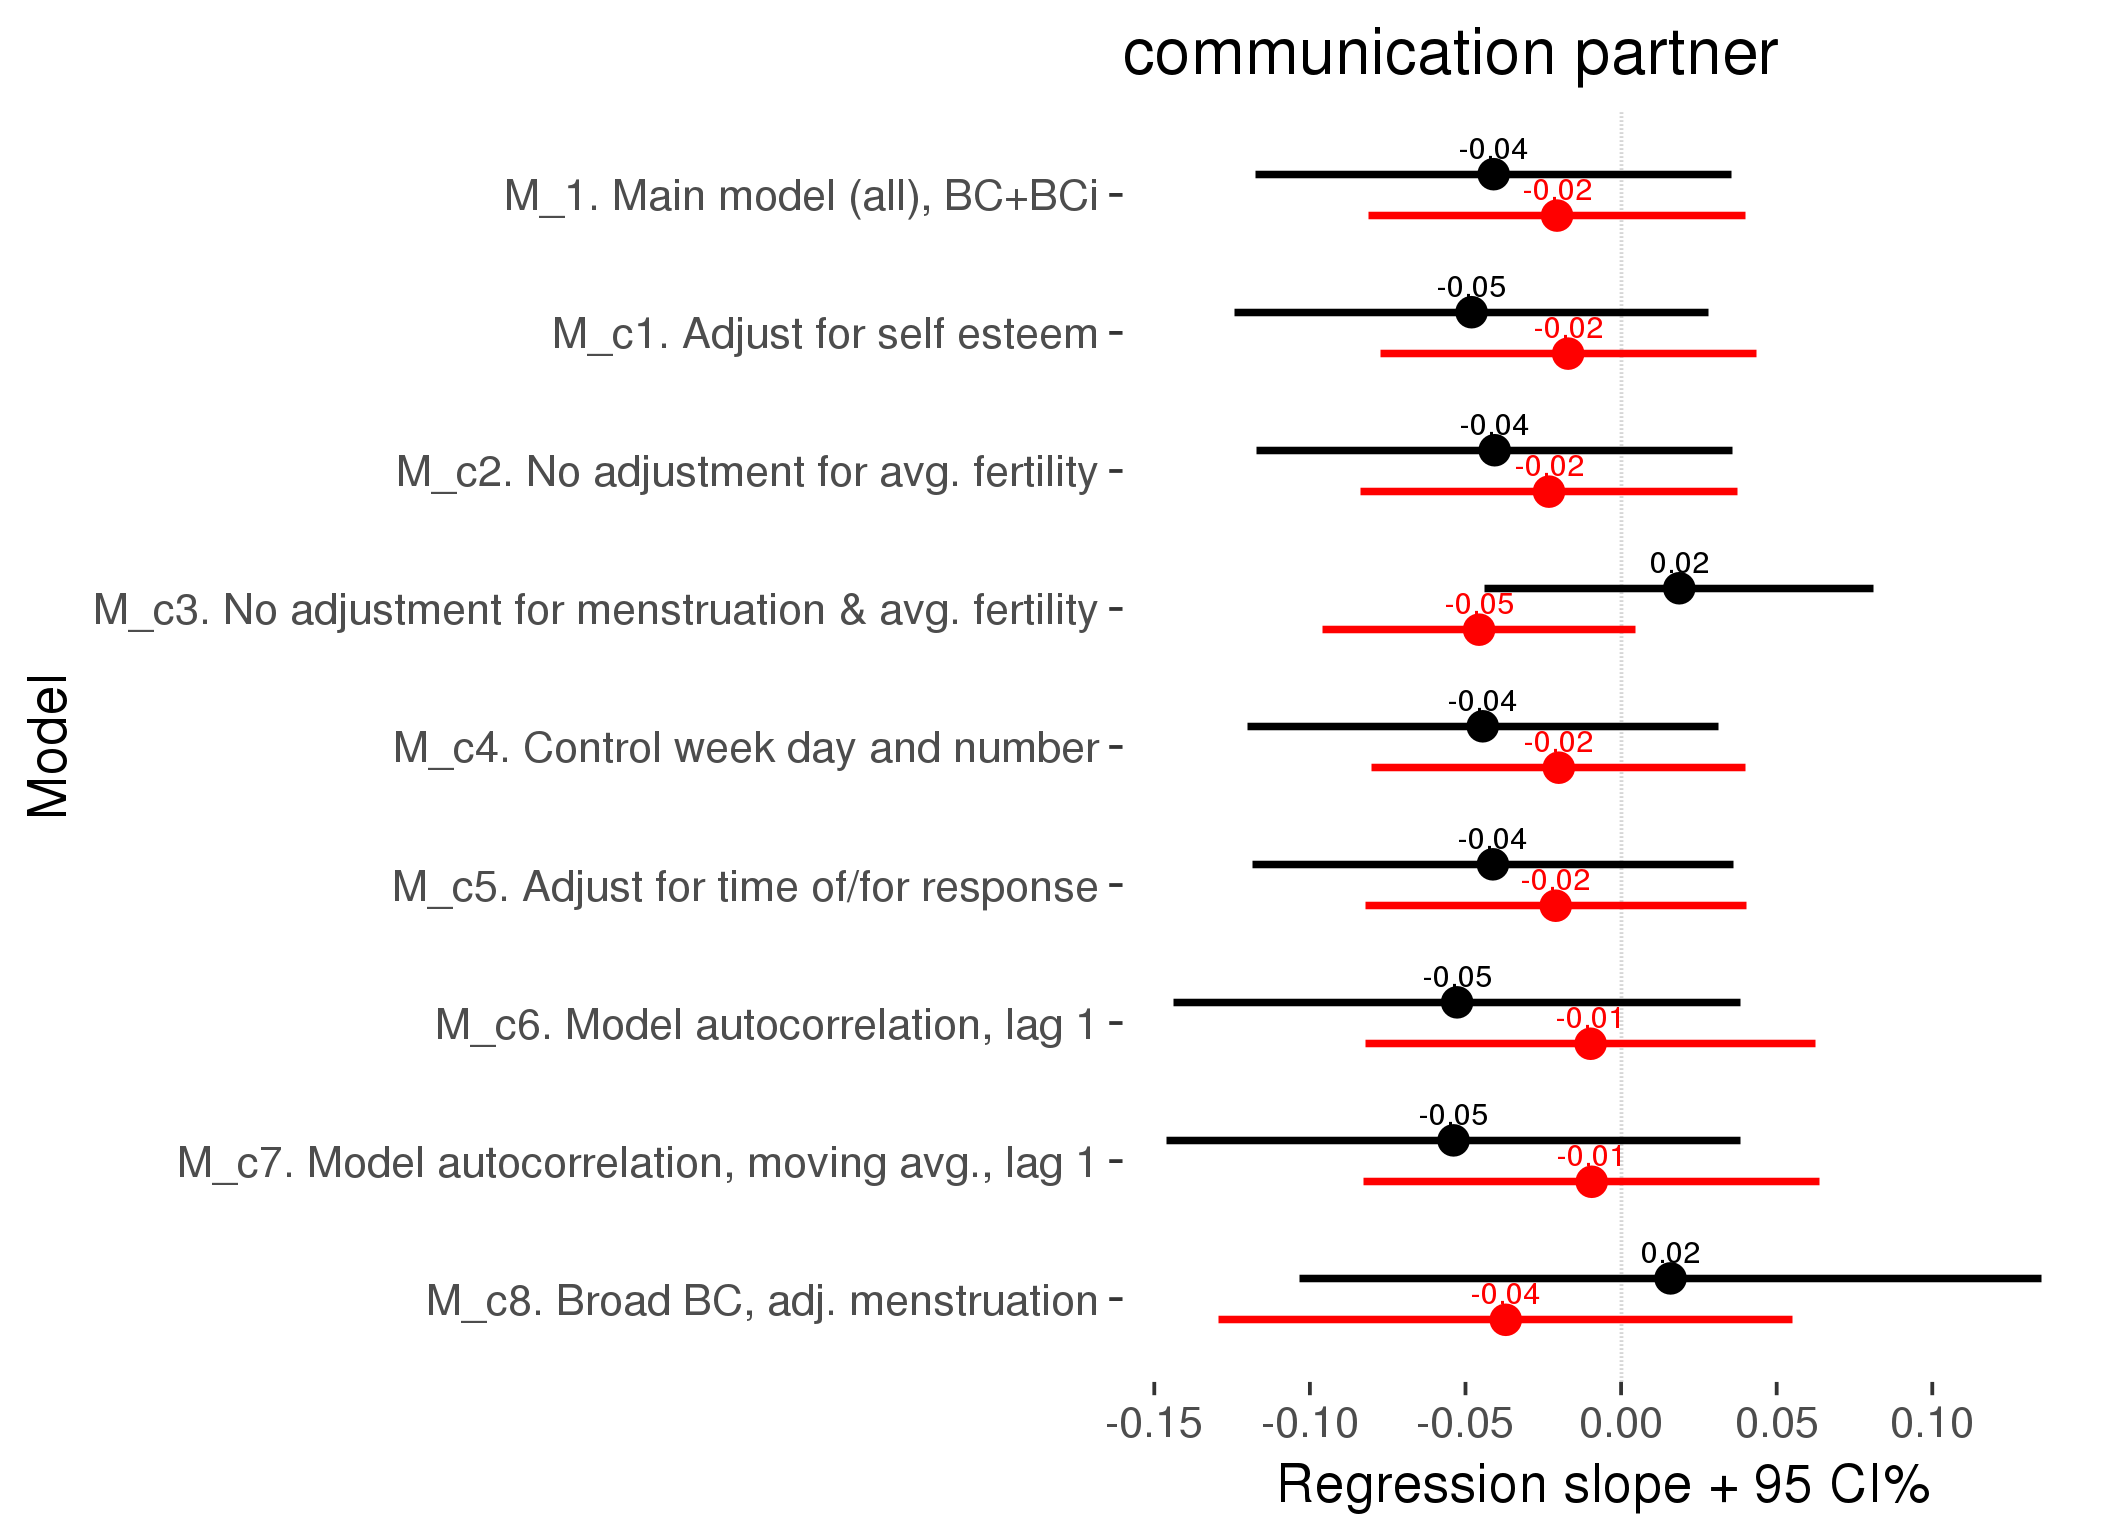 communication partner
M_1. Main model (all), BC+BCi
-0.04
-0.02
M_c1. Adjust for self esteem
-0.05
-0.02
M_c2. No adjustment for avg. fertility
-0.04
-0.02
M_c3. No adjustment for menstruation & avg. fertility
0.02
-0.05
M_c4. Control week day and number
-0.04
-0.02
M_c5. Adjust for time of/for response
-0.04
-0.02
M_c6. Model autocorrelation, lag 1
-0.05
-0.01
M_c7. Model autocorrelation, moving avg., lag 1
-0.05
-0.01
M_c8. Broad BC, adj. menstruation
0.02
-0.04
Model
-0.15 -0.10 -0.05 0.00 0.05 0.10
Regression slope + 95 CI%